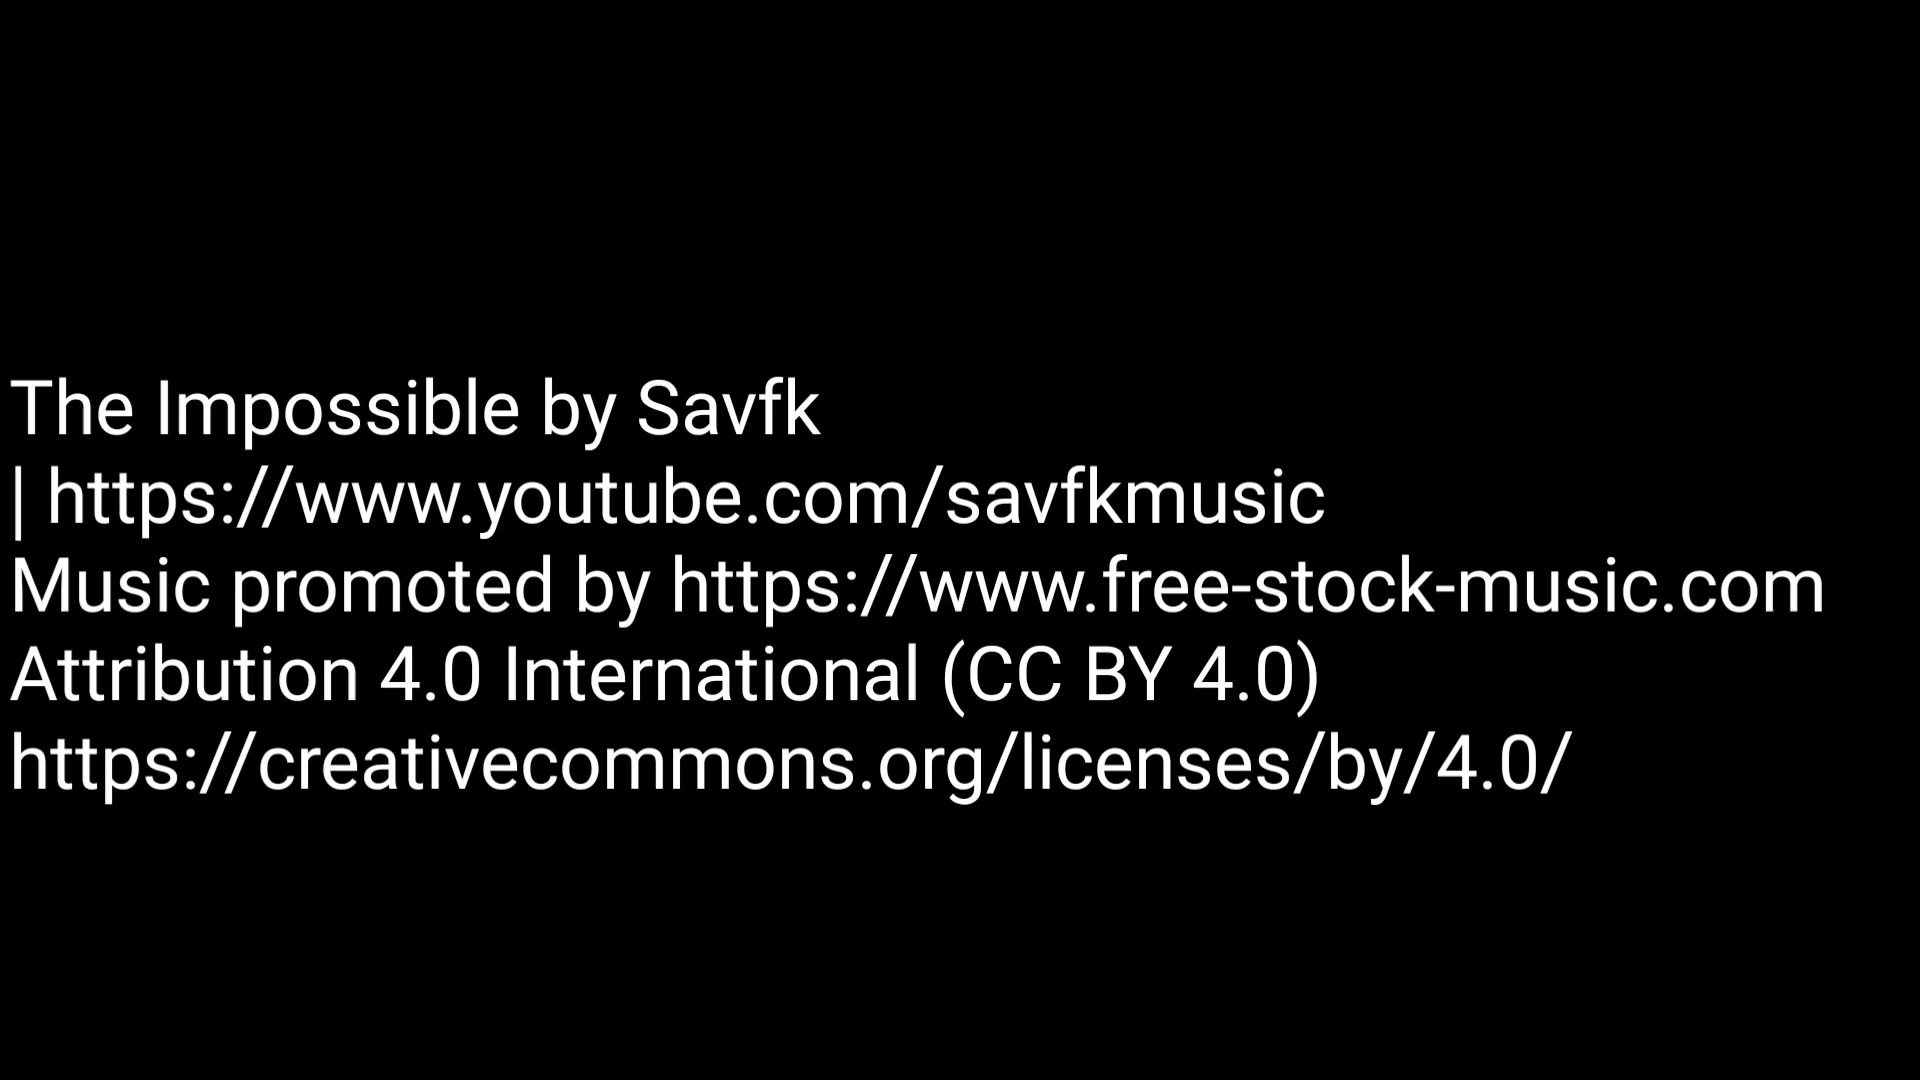 The Impossible by Savfk
| https://www.youtube.com/savfkmusic
Music promoted by https://www.free-stock-music.com
Attribution 4.0 International (CC BY 4.0)
https://creativecommons.org/licenses/by/4.0/